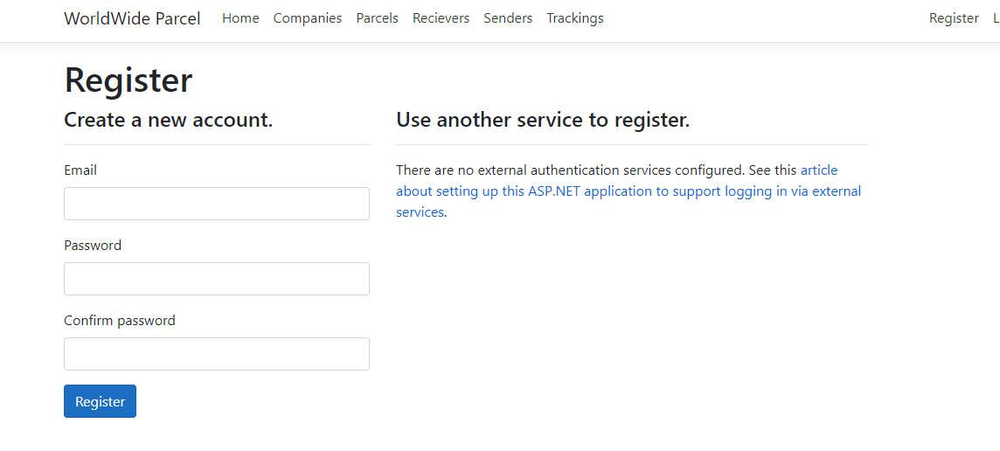 WorldWide Parcel Home Companies Parcels Recievers Senders Trackings Register L
Register
Create a new account.
Use another service to register.
Email
There are no external authentication services configured. See this article
about setting up this ASP.NET application to support logging in via external
services.
Password
Confirm password
Register